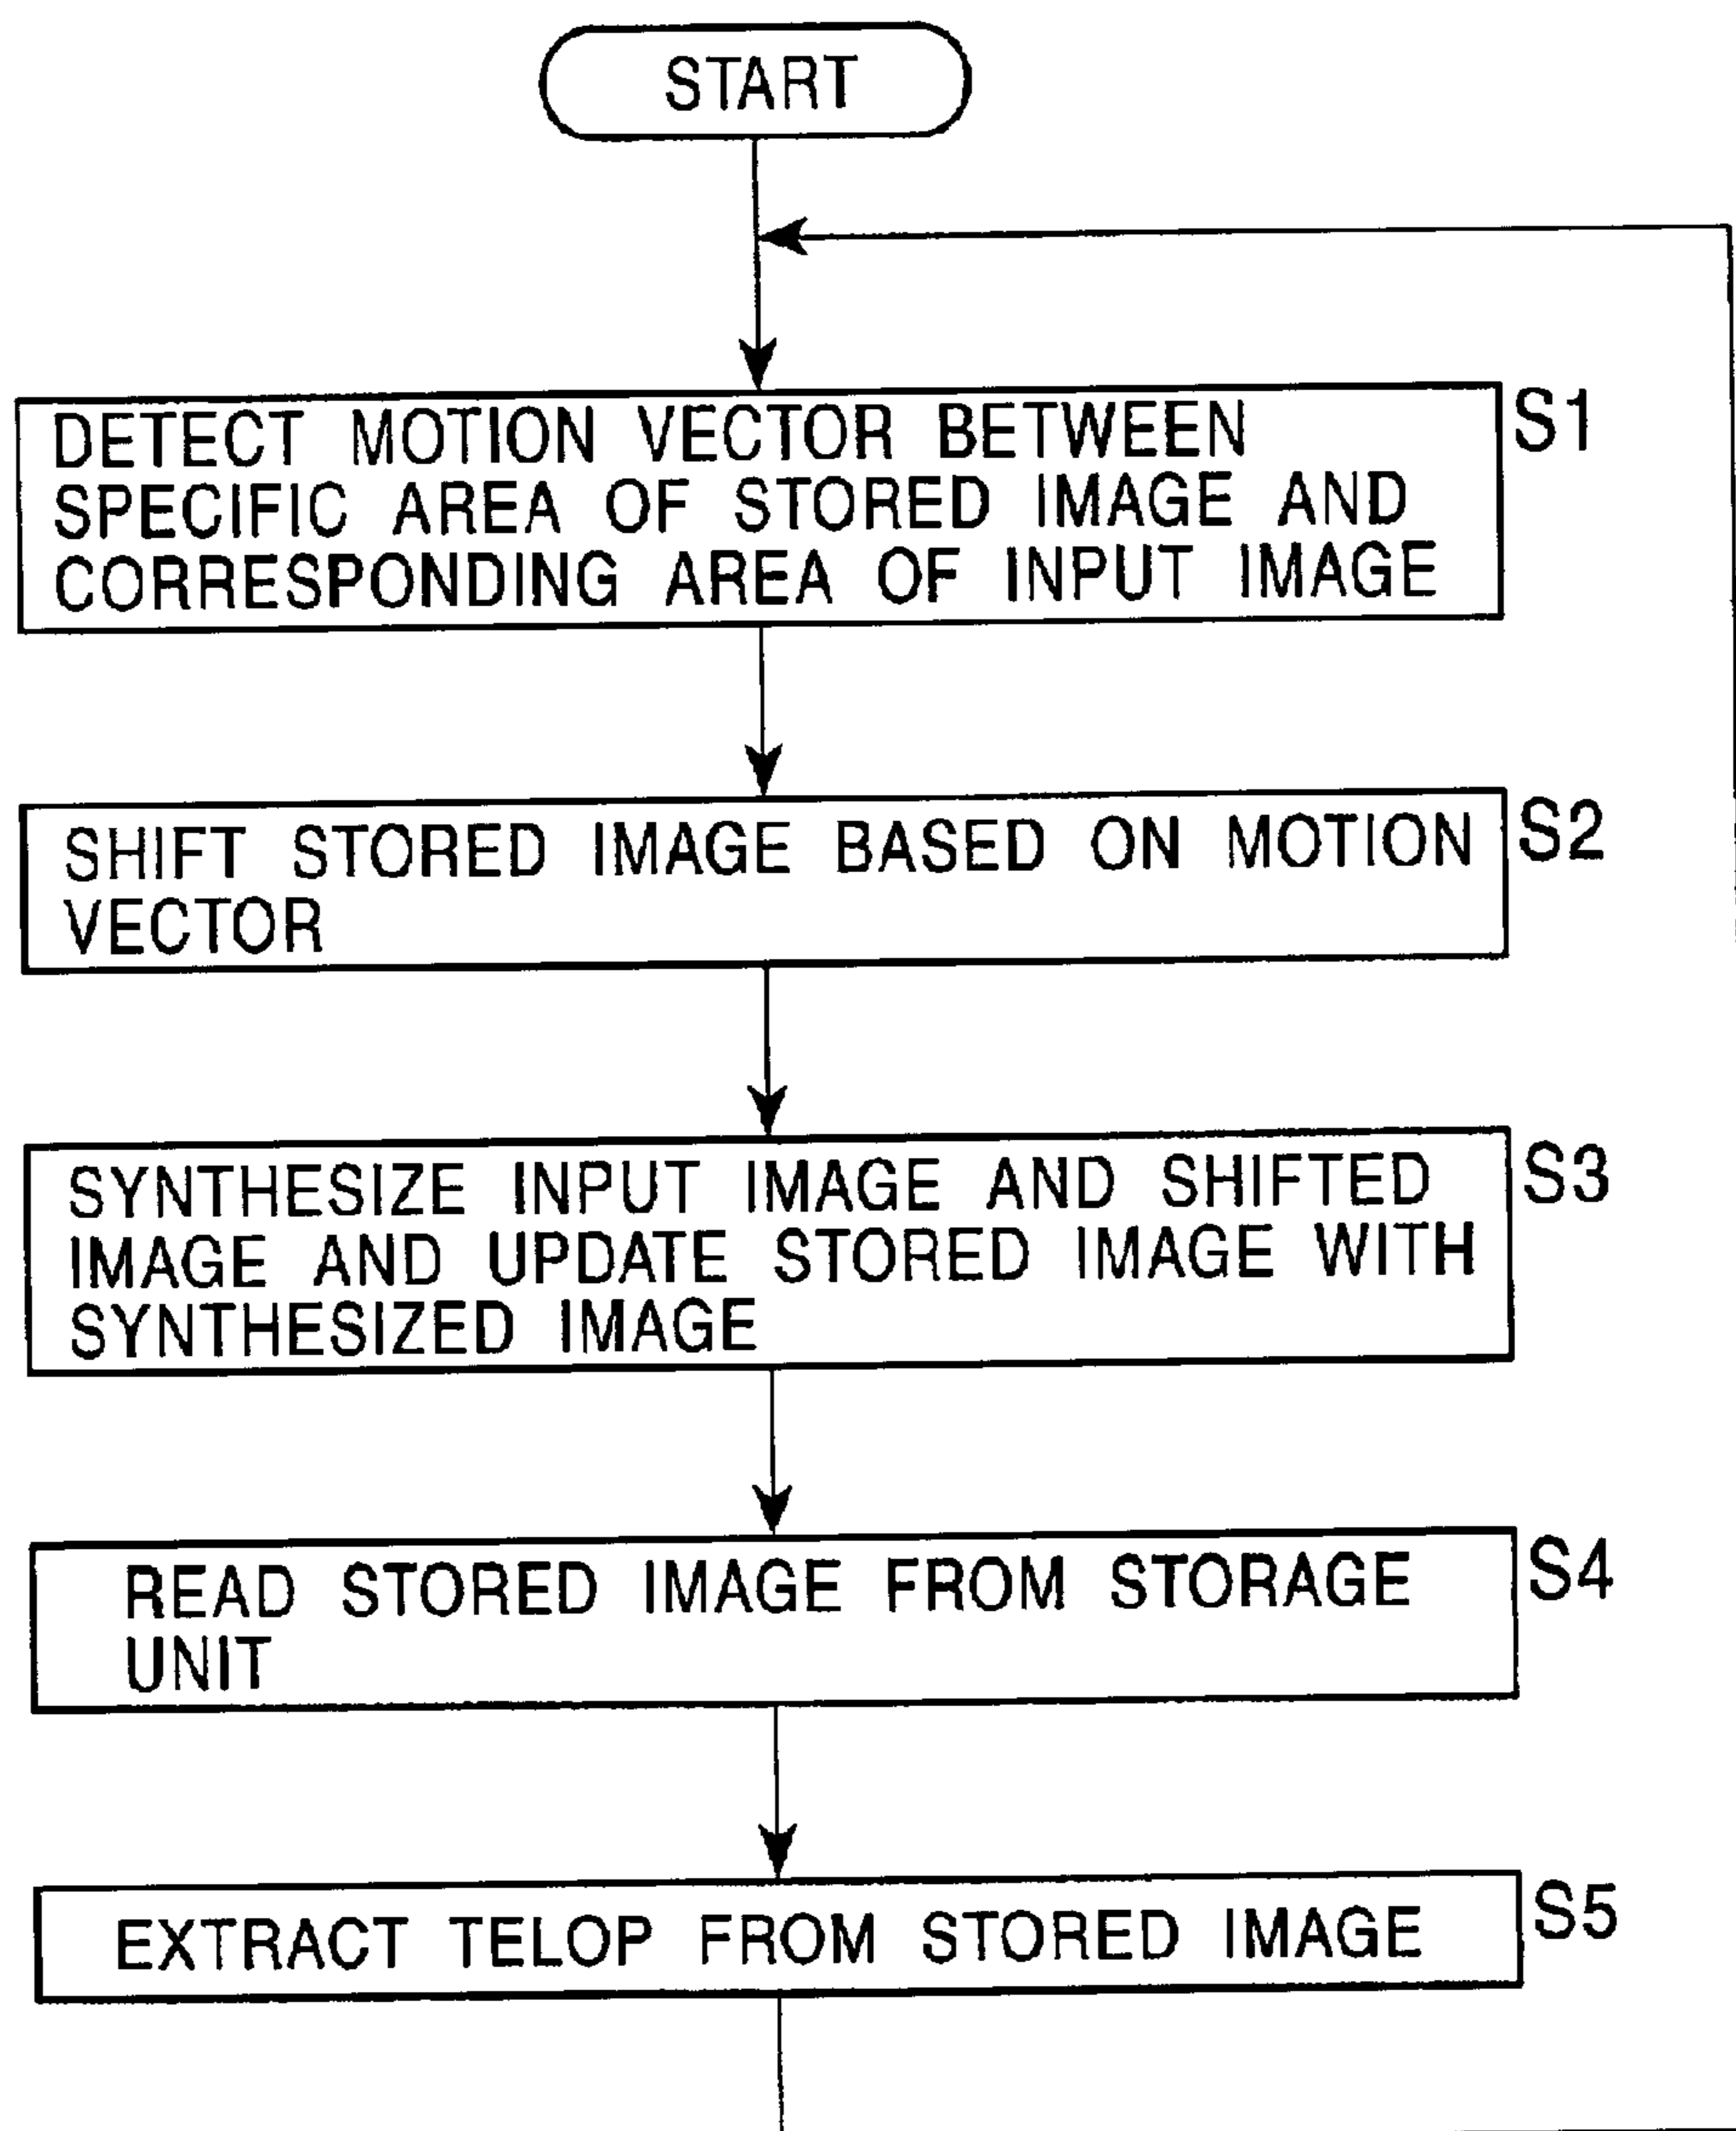 START
DETECT MOTION VECTOR BETWEEN S1
SPECIFIC AREA OF STORED IMAGE AND
CORRESPONDING AREA OF INPUT IMAGE
SHIFT STORED IMAGE BASED ON MOTION S2
VECTOR
SYNTHESIZE INPUT IMAGE AND SHIFTED S3
IMAGE AND UPDATE STORED IMAGE WITH
SYNTHESIZED IMAGE
READ STORED IMAGE FROM STORAGE S4
UNIT
EXTRACT TELOP FROM STORED IMAGE S5